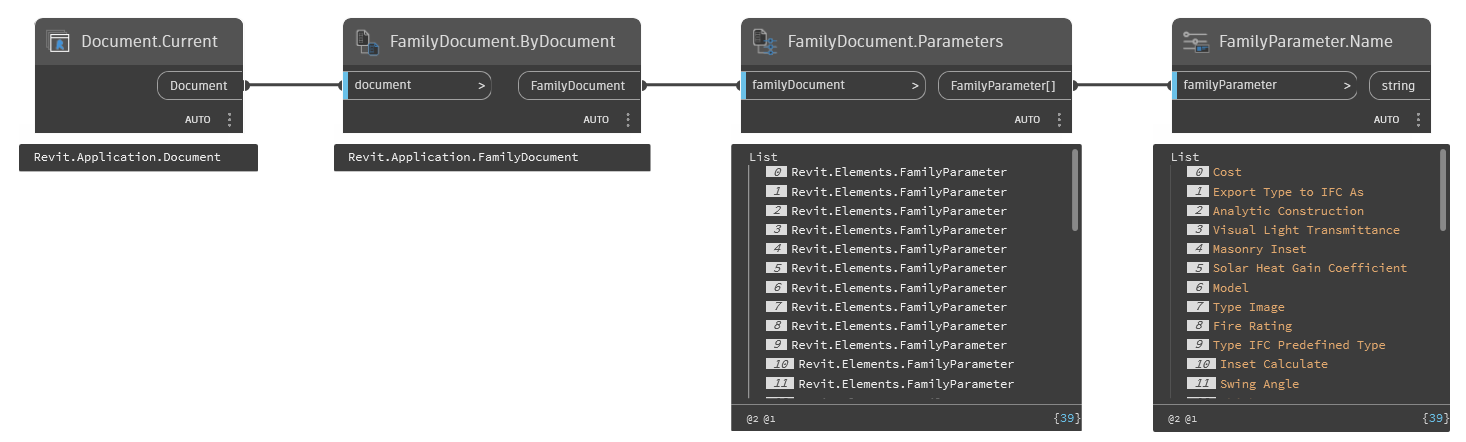 Document.Current
Document
AUTO
Revit.Application.Document
FamilyDocument.ByDocument
document >
FamilyDocument
AUTO
Revit.Application.FamilyDocument
FamilyDocument.Parameters
familyDocument >
FamilyParameter[]
AUTO
List
0 Revit.Elements.FamilyParameter
1 Revit.Elements.FamilyParameter
2 Revit.Elements.FamilyParameter
3 Revit.Elements.FamilyParameter
4 Revit.Elements.FamilyParameter
5 Revit.Elements.FamilyParameter
6 Revit.Elements.FamilyParameter
7 Revit.Elements.FamilyParameter
8 Revit.Elements.FamilyParameter
9 Revit.Elements.FamilyParameter
10 Revit.Elements.FamilyParameter
11 Revit.Elements.FamilyParameter
@2 @1
{39}
FamilyParameter.Name
familyParameter >
string
AUTO
List
0 Cost
1 Export Type to IFC As
2 Analytic Construction
3 Visual Light Transmittance
4 Masonry Inset
5 Solar Heat Gain Coefficient
6 Model
7 Type Image
8 Fire Rating
9 Type IFC Predefined Type
10 Inset Calculate
11 Swing Angle
@2 @1
{39}